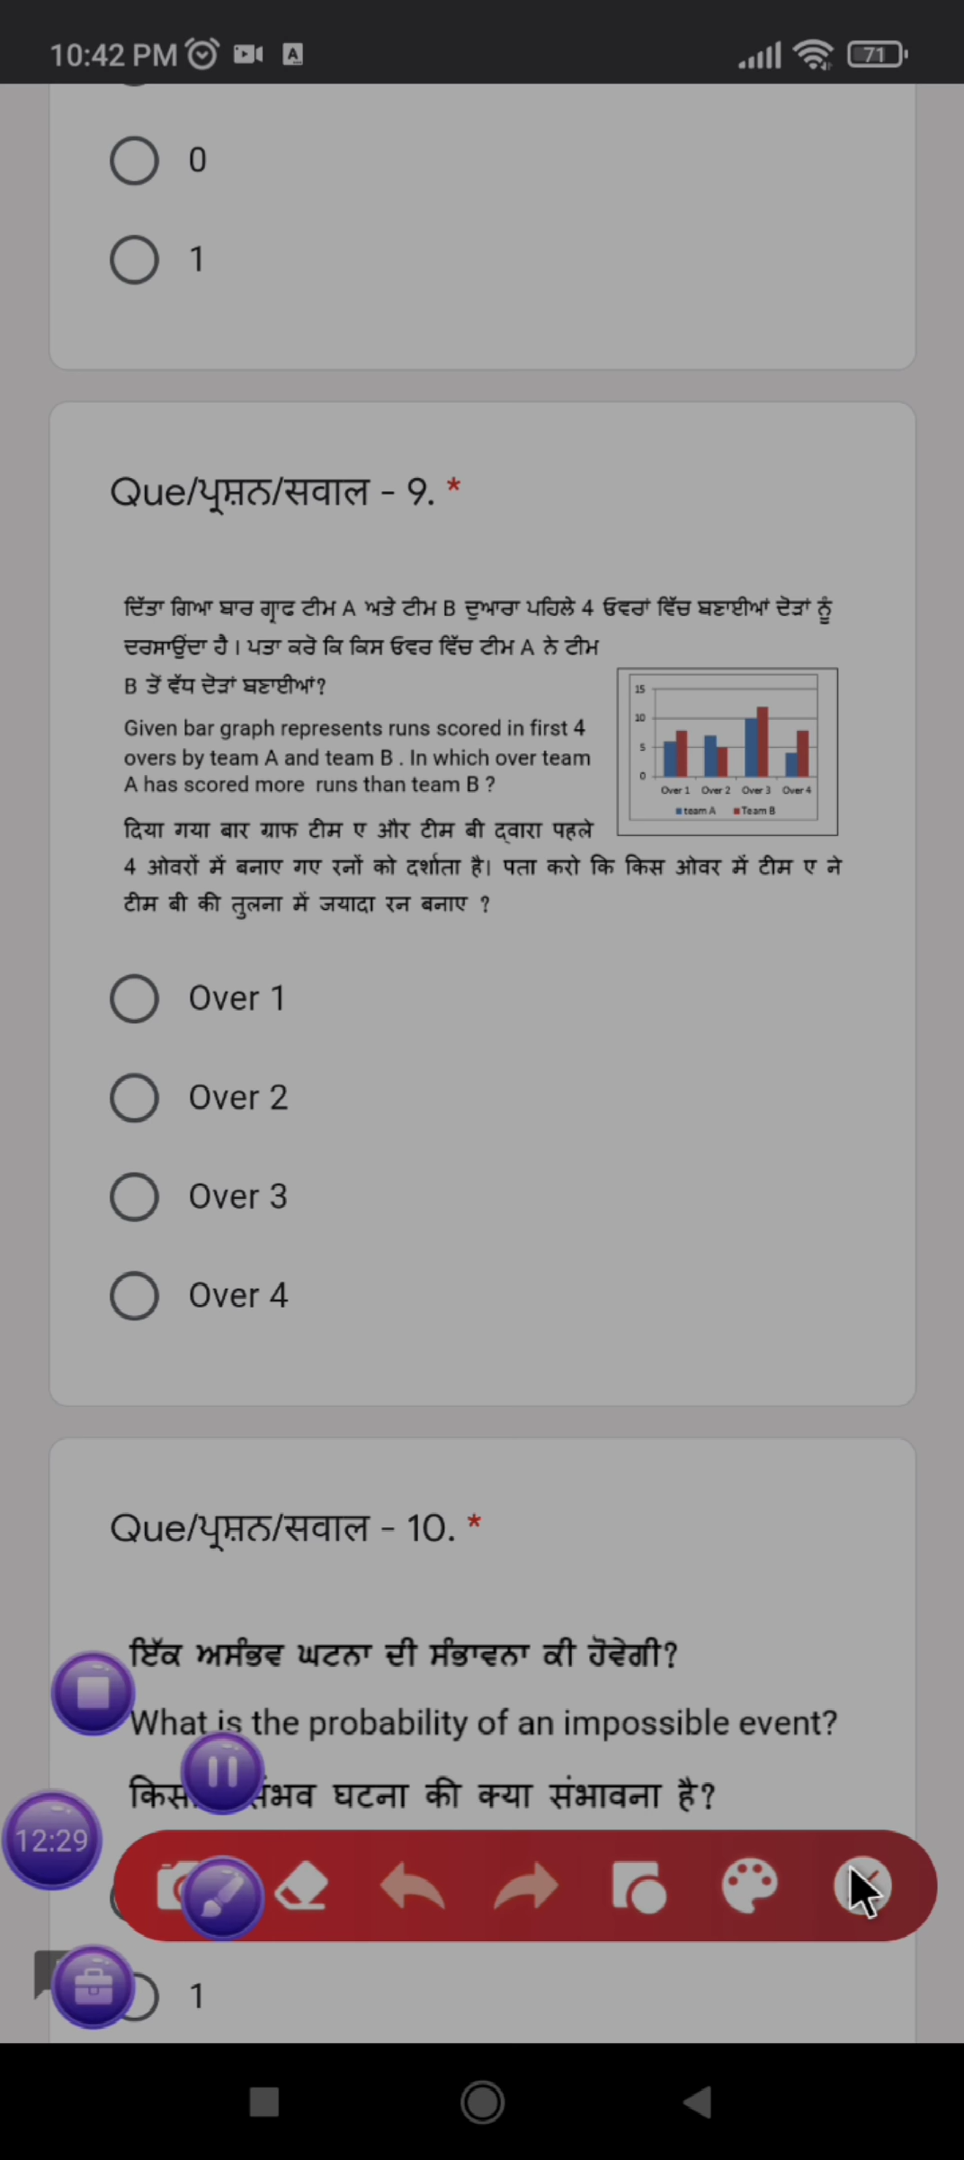 10:42 PM
A
71
0
1
Que/ਪ੍ਰਸ਼ਨ/सवाल - 9. *
ਦਿੱਤਾ ਗਿਆ ਬਾਰ ਗ੍ਰਾਫ ਟੀਮ A ਅਤੇ ਟੀਮ B ਦੁਆਰਾ ਪਹਿਲੇ 4 ਓਵਰਾਂ ਵਿੱਚ ਬਣਾਈਆਂ ਦੋੜਾਂ ਨੂੰ
ਦਰਸਾਉਂਦਾ ਹੈ। ਪਤਾ ਕਰੋ ਕਿ ਕਿਸ ਓਵਰ ਵਿੱਚ ਟੀਮ A ਨੇ ਟੀਮ
B ਤੋਂ ਵੱਧ ਦੋੜਾਂ ਬਣਾਈਆਂ?
Given bar graph represents runs scored in first 4
overs by team A and team B . In which over team
A has scored more runs than team B ?
15
10
5
0
Over 1 Over 2 Over 3 Over 4
team A Team B
दिया गया बार ग्राफ टीम ए और टीम बी द्वारा पहले
4 ओवरों में बनाए गए रनों को दर्शाता है। पता करो कि किस ओवर में टीम ए ने
टीम बी की तुलना में जयादा रन बनाए ?
Over 1
Over 2
Over 3
Over 4
Que/ਪ੍ਰਸ਼ਨ/सवाल - 10. *
ਇੱਕ ਅਸੰਭਵ ਘਟਨਾ ਦੀ ਸੰਭਾਵਨਾ ਕੀ ਹੋਵੇਗੀ?
What is the probability of an impossible event?
घटना की क्या संभावना है?
12:29
1